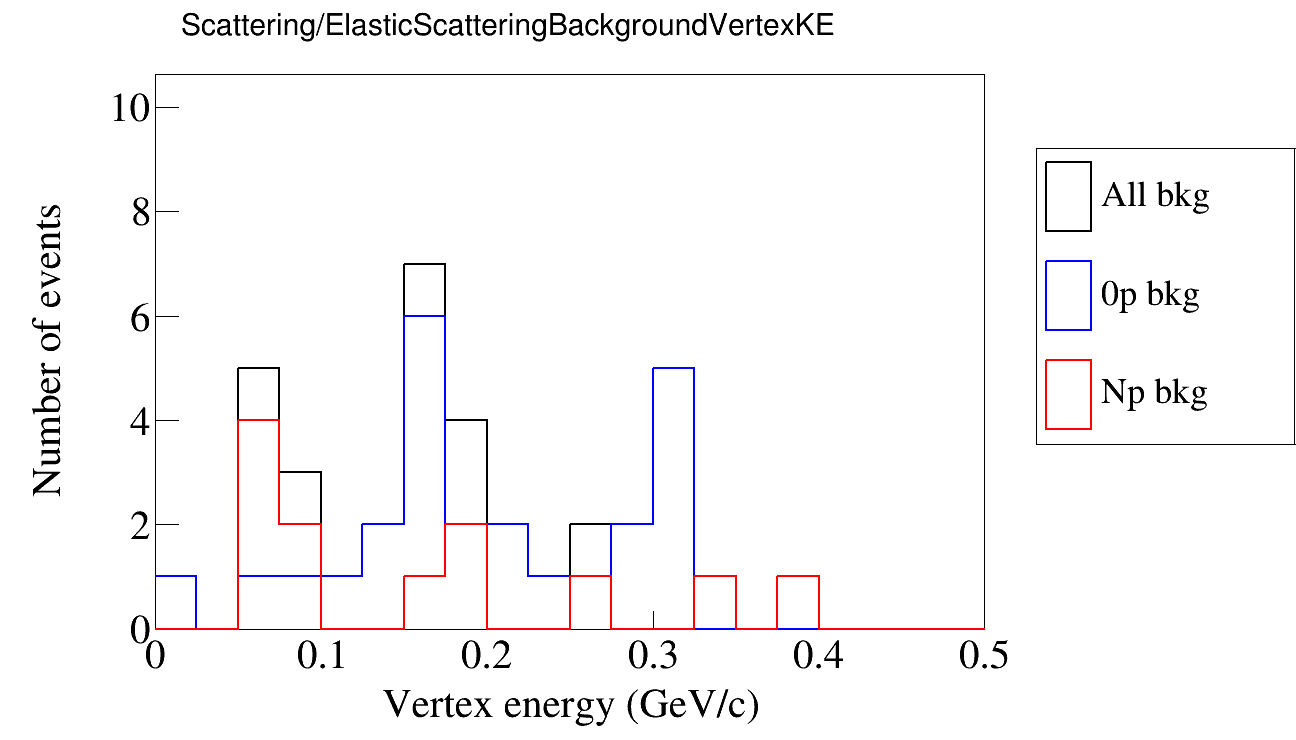 Scattering/ElasticScatteringBackgroundVertexKE
10
8
6
4
2
0
Number of events
0 0.1 0.2 0.3 0.4 0.5
Vertex energy (GeV/c)
All bkg
0p bkg
Np bkg